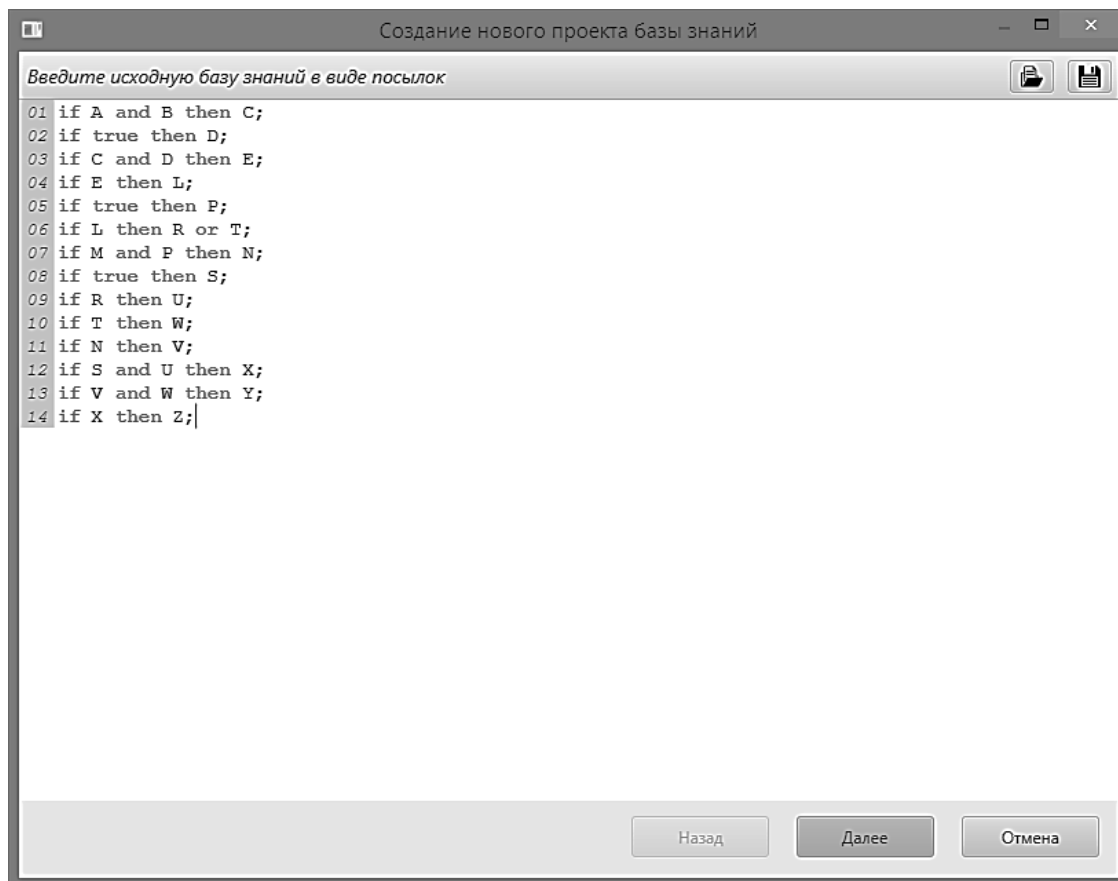 Создание нового проекта базы знаний
Введите исходную базу знаний в виде посылок
01 if A and B then C;
02 if true then D;
03 if C and D then E;
04 if E then L;
05 if true then P;
06 if L then R or T;
07 if M and P then N;
08 if true then S;
09 if R then U;
10 if T then W;
11 if N then V;
12 if S and U then X;
13 if V and W then Y;
14 if X then Z;
Назад Далее Отмена